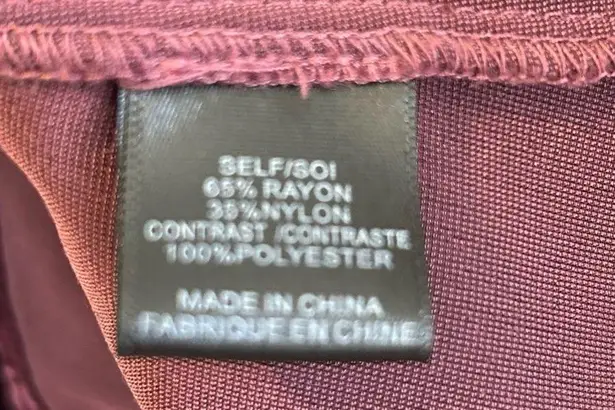 SELF/SOI
65% RAYON
35%NYLON
CONTRAST /CONTRASTE
100%POLYESTER
MADE IN CHINA
FABRIQUE EN CHINE